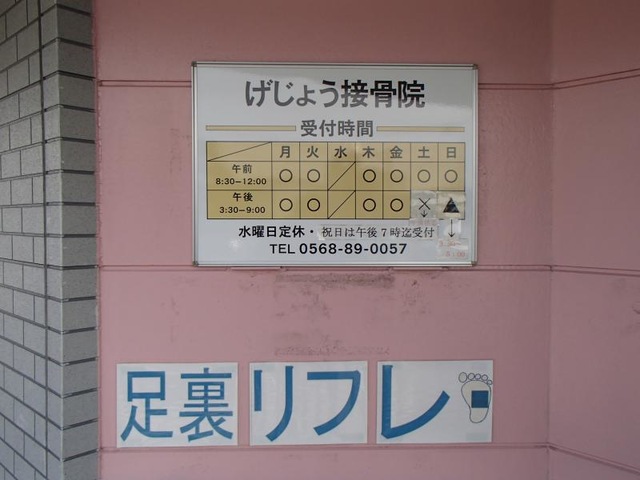 げじょう接骨院
受付時間
月 火 水 木 金 土 日
午前 8:30–12:00 ○ ○ ／ ○ ○ ○ ○
午後 3:30–9:00 ○ ○ ／ ○ ○ × ▲
水曜日定休・祝日は午後7時迄受付
TEL 0568-89-0057
足裏リフレ